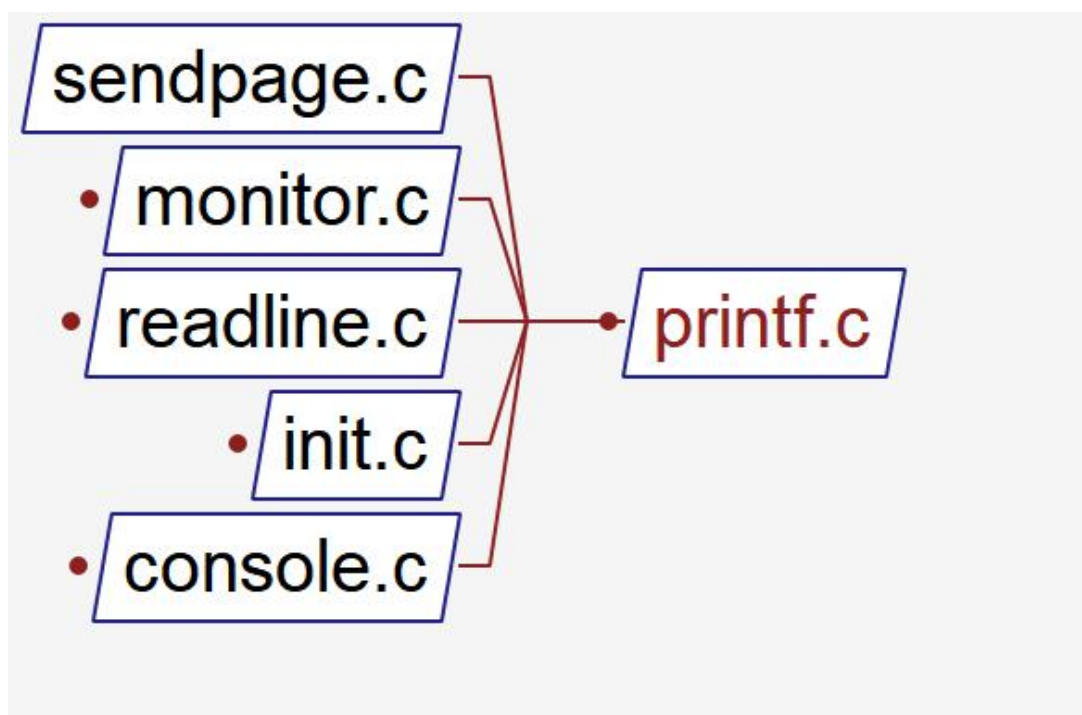 sendpage.c
monitor.c
readline.c
printf.c
init.c
console.c